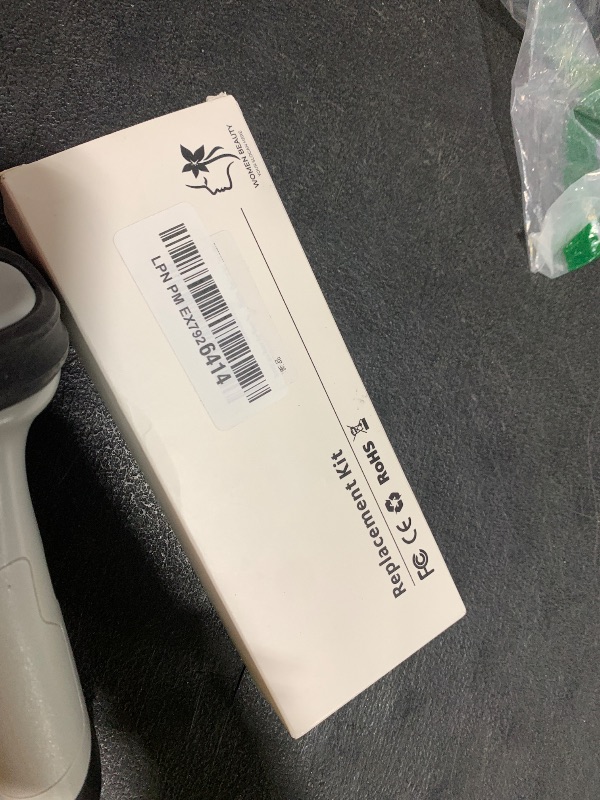 WOMEN BEAUTY
LPN PM EX7926414
Replacement Kit
FC CE RoHS